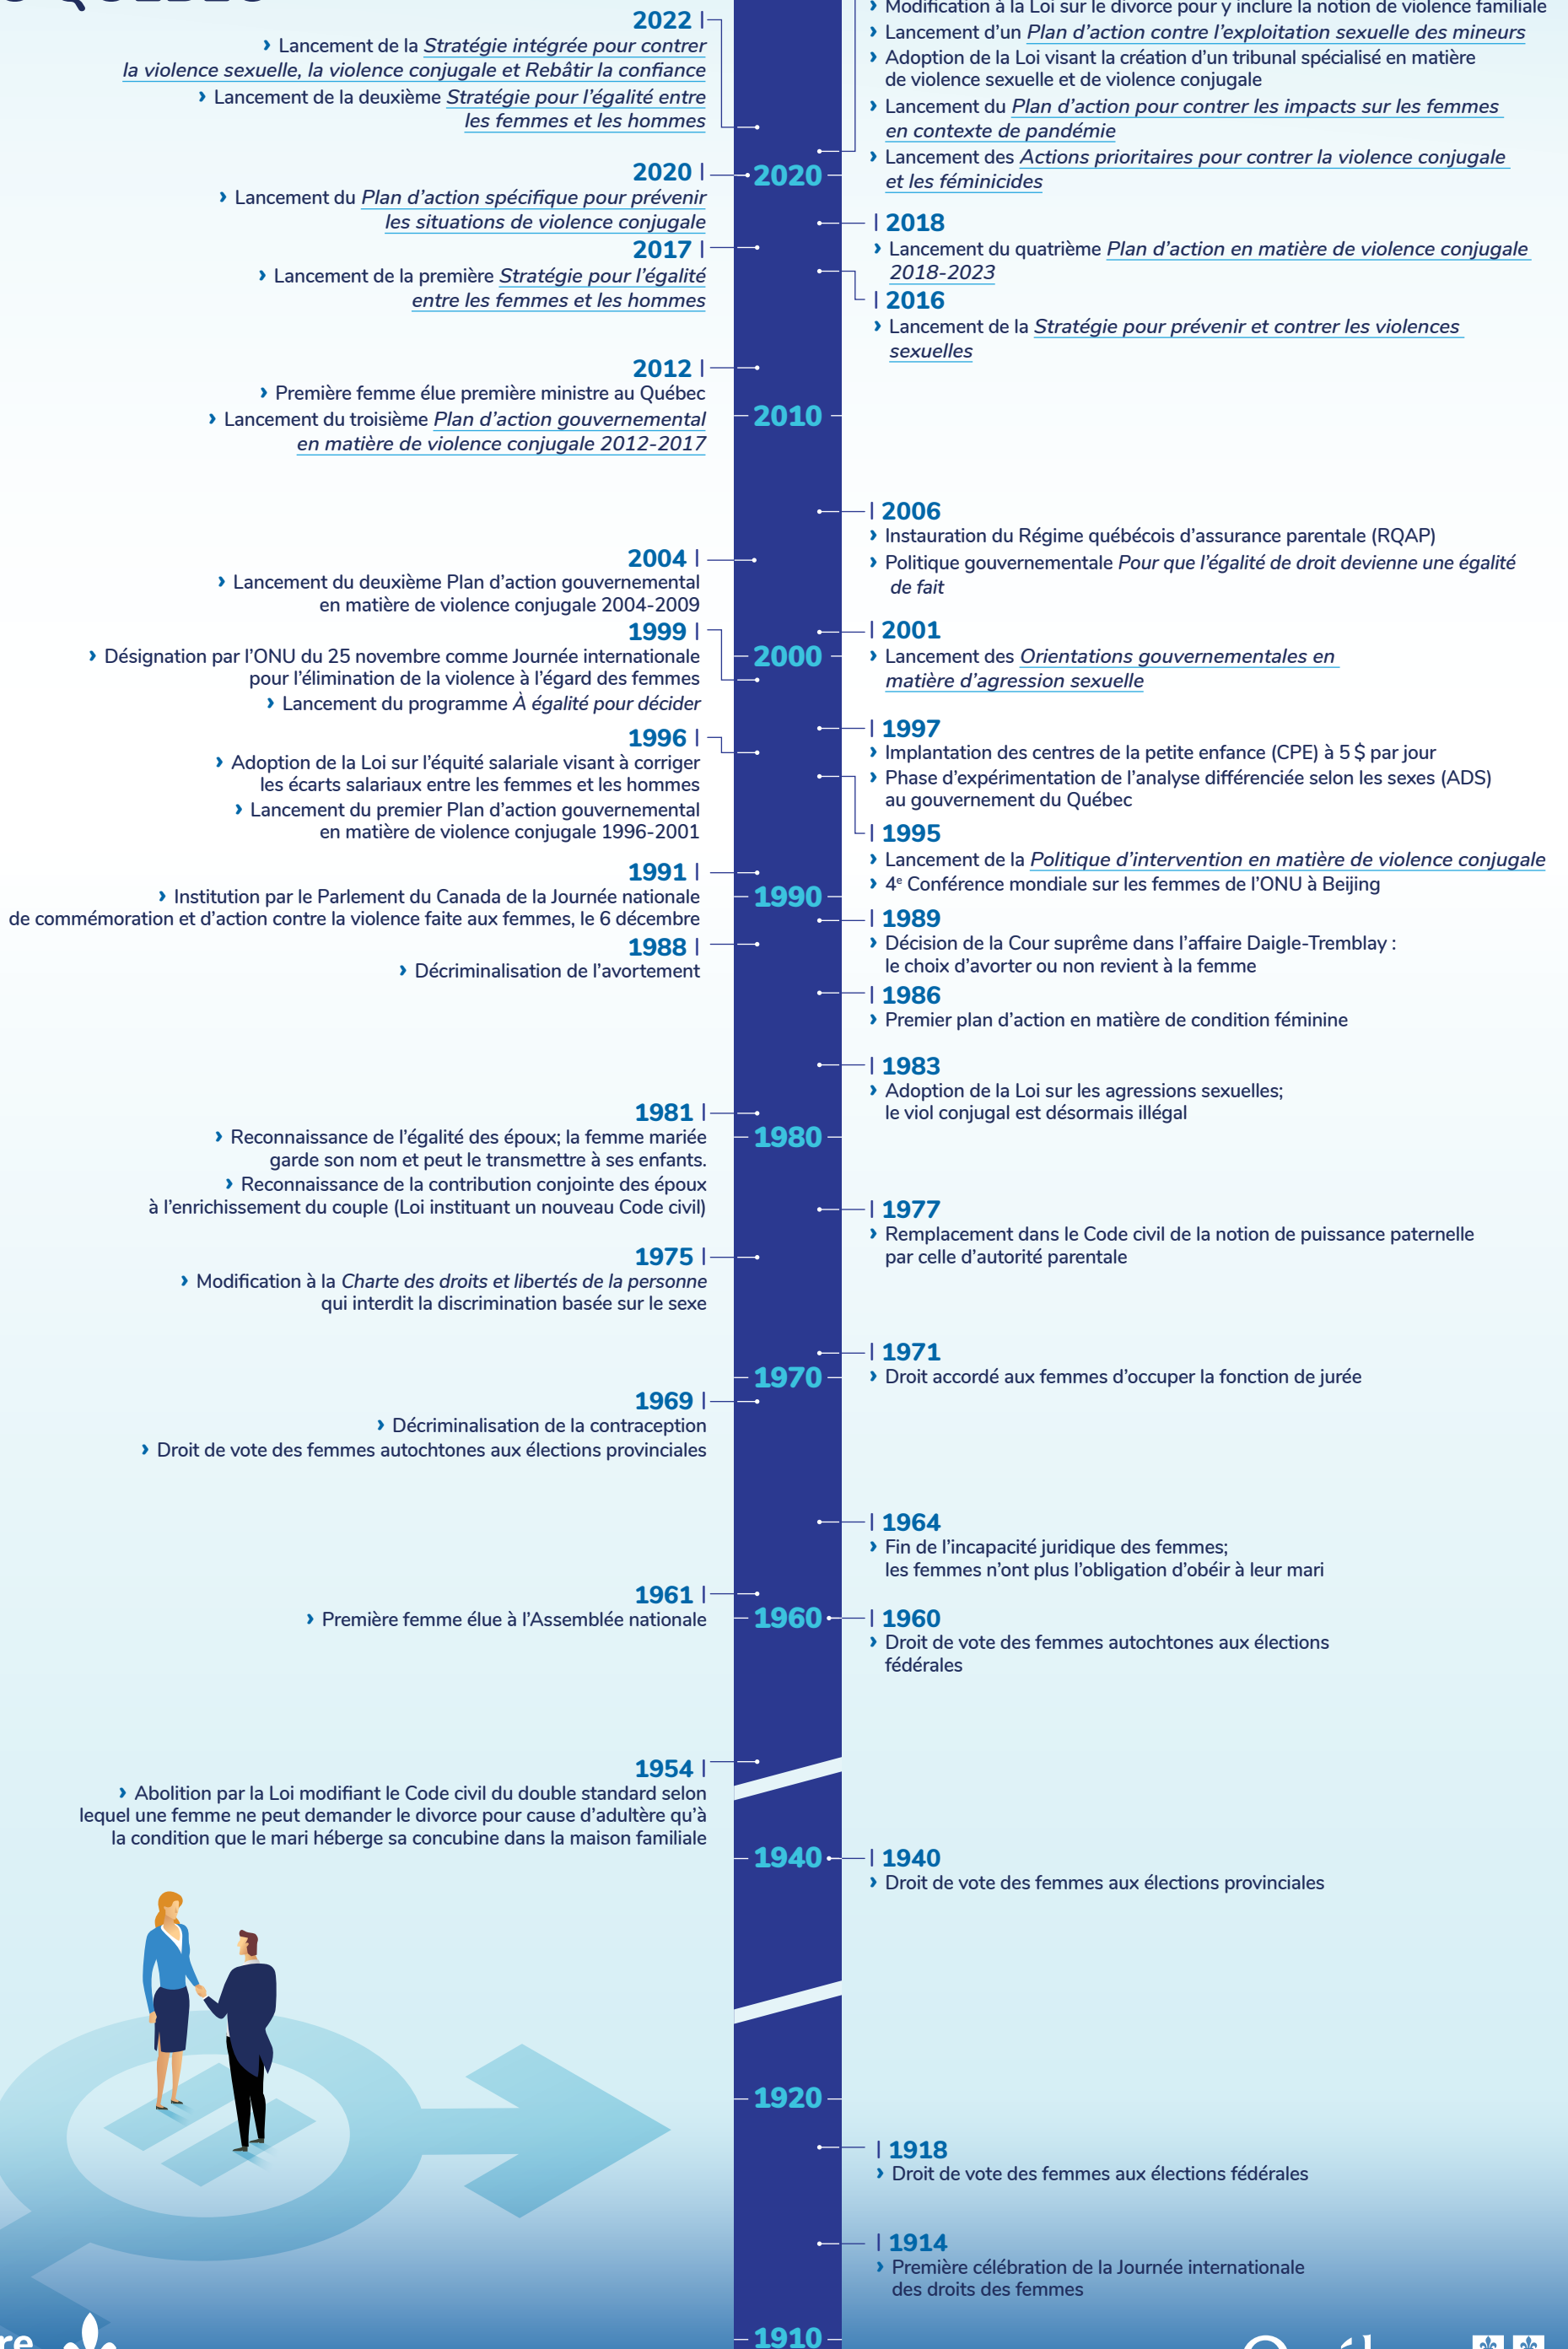 QUÉBEC
2022
› Lancement de la Stratégie intégrée pour contrer
la violence sexuelle, la violence conjugale et Rebâtir la confiance
› Lancement de la deuxième Stratégie pour l'égalité entre
les femmes et les hommes
› Modification à la Loi sur le divorce pour y inclure la notion de violence familiale
› Lancement d'un Plan d'action contre l'exploitation sexuelle des mineurs
› Adoption de la Loi visant la création d'un tribunal spécialisé en matière
de violence sexuelle et de violence conjugale
› Lancement du Plan d'action pour contrer les impacts sur les femmes
en contexte de pandémie
› Lancement des Actions prioritaires pour contrer la violence conjugale
et les féminicides
2020
2020
› Lancement du Plan d'action spécifique pour prévenir
les situations de violence conjugale
2018
› Lancement du quatrième Plan d'action en matière de violence conjugale
2018-2023
2017
› Lancement de la première Stratégie pour l'égalité
entre les femmes et les hommes
2016
› Lancement de la Stratégie pour prévenir et contrer les violences
sexuelles
2012
› Première femme élue première ministre au Québec
› Lancement du troisième Plan d'action gouvernemental
en matière de violence conjugale 2012-2017
2010
2006
› Instauration du Régime québécois d'assurance parentale (RQAP)
› Politique gouvernementale Pour que l'égalité de droit devienne une égalité
de fait
2004
› Lancement du deuxième Plan d'action gouvernemental
en matière de violence conjugale 2004-2009
2001
› Lancement des Orientations gouvernementales en
matière d'agression sexuelle
2000
1999
› Désignation par l'ONU du 25 novembre comme Journée internationale
pour l'élimination de la violence à l'égard des femmes
› Lancement du programme À égalité pour décider
1997
› Implantation des centres de la petite enfance (CPE) à 5 $ par jour
› Phase d'expérimentation de l'analyse différenciée selon les sexes (ADS)
au gouvernement du Québec
1996
› Adoption de la Loi sur l'équité salariale visant à corriger
les écarts salariaux entre les femmes et les hommes
› Lancement du premier Plan d'action gouvernemental
en matière de violence conjugale 1996-2001
1995
› Lancement de la Politique d'intervention en matière de violence conjugale
› 4e Conférence mondiale sur les femmes de l'ONU à Beijing
1991
› Institution par le Parlement du Canada de la Journée nationale
de commémoration et d'action contre la violence faite aux femmes, le 6 décembre
1990
1989
› Décision de la Cour suprême dans l'affaire Daigle-Tremblay :
le choix d'avorter ou non revient à la femme
1988
› Décriminalisation de l'avortement
1986
› Premier plan d'action en matière de condition féminine
1983
› Adoption de la Loi sur les agressions sexuelles;
le viol conjugal est désormais illégal
1981
› Reconnaissance de l'égalité des époux; la femme mariée
garde son nom et peut le transmettre à ses enfants.
› Reconnaissance de la contribution conjointe des époux
à l'enrichissement du couple (Loi instituant un nouveau Code civil)
1980
1977
› Remplacement dans le Code civil de la notion de puissance paternelle
par celle d'autorité parentale
1975
› Modification à la Charte des droits et libertés de la personne
qui interdit la discrimination basée sur le sexe
1971
› Droit accordé aux femmes d'occuper la fonction de jurée
1970
1969
› Décriminalisation de la contraception
› Droit de vote des femmes autochtones aux élections provinciales
1964
› Fin de l'incapacité juridique des femmes;
les femmes n'ont plus l'obligation d'obéir à leur mari
1961
› Première femme élue à l'Assemblée nationale
1960
1960
› Droit de vote des femmes autochtones aux élections
fédérales
1954
› Abolition par la Loi modifiant le Code civil du double standard selon
lequel une femme ne peut demander le divorce pour cause d'adultère qu'à
la condition que le mari héberge sa concubine dans la maison familiale
1940
1940
› Droit de vote des femmes aux élections provinciales
1920
1918
› Droit de vote des femmes aux élections fédérales
1914
› Première célébration de la Journée internationale
des droits des femmes
1910
re